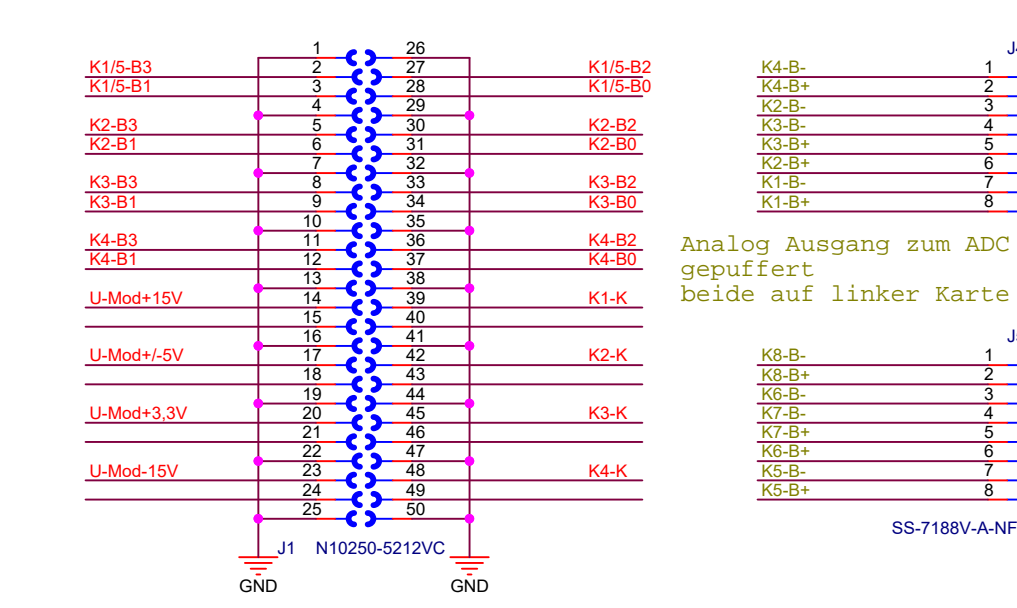 1 26
K1/5-B3 2 27 K1/5-B2
K1/5-B1 3 28 K1/5-B0
4 29
K2-B3 5 30 K2-B2
K2-B1 6 31 K2-B0
7 32
K3-B3 8 33 K3-B2
K3-B1 9 34 K3-B0
10 35
K4-B3 11 36 K4-B2
K4-B1 12 37 K4-B0
13 38
U-Mod+15V 14 39 K1-K
15 40
16 41
U-Mod+/-5V 17 42 K2-K
18 43
19 44
U-Mod+3,3V 20 45 K3-K
21 46
22 47
U-Mod-15V 23 48 K4-K
24 49
25 50
J1 N10250-5212VC
GND GND
K4-B- 1
K4-B+ 2
K2-B- 3
K3-B- 4
K3-B+ 5
K2-B+ 6
K1-B- 7
K1-B+ 8
Analog Ausgang zum ADC
gepuffert
beide auf linker Karte
K8-B- 1
K8-B+ 2
K6-B- 3
K7-B- 4
K7-B+ 5
K6-B+ 6
K5-B- 7
K5-B+ 8
SS-7188V-A-NF